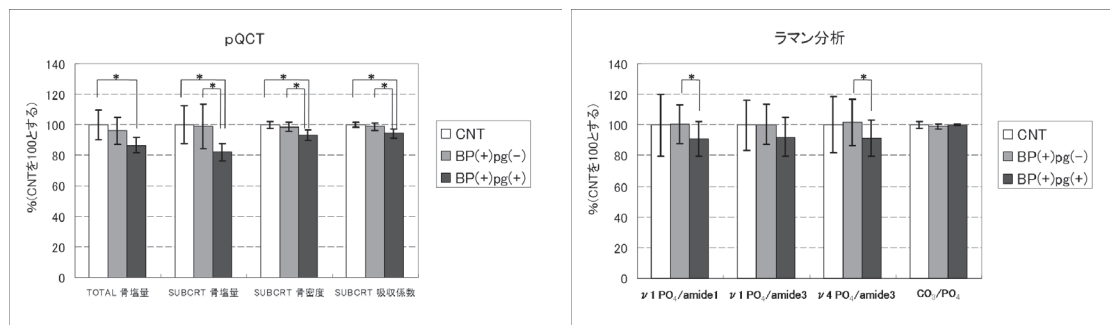 pQCT
140
120
100
80
60
40
20
0
%(CNTを100とする)
* * * * * * *
TOTAL 骨塩量 SUBCRT 骨塩量 SUBCRT 骨密度 SUBCRT 吸収係数
CNT
BP(+)pg(-)
BP(+)pg(+)
ラマン分析
140
120
100
80
60
40
20
0
%(CNTを100とする)
* *
ν1 PO₄/amide1 ν1 PO₄/amide3 ν4 PO₄/amide3 CO₃/PO₄
CNT
BP(+)pg(-)
BP(+)pg(+)